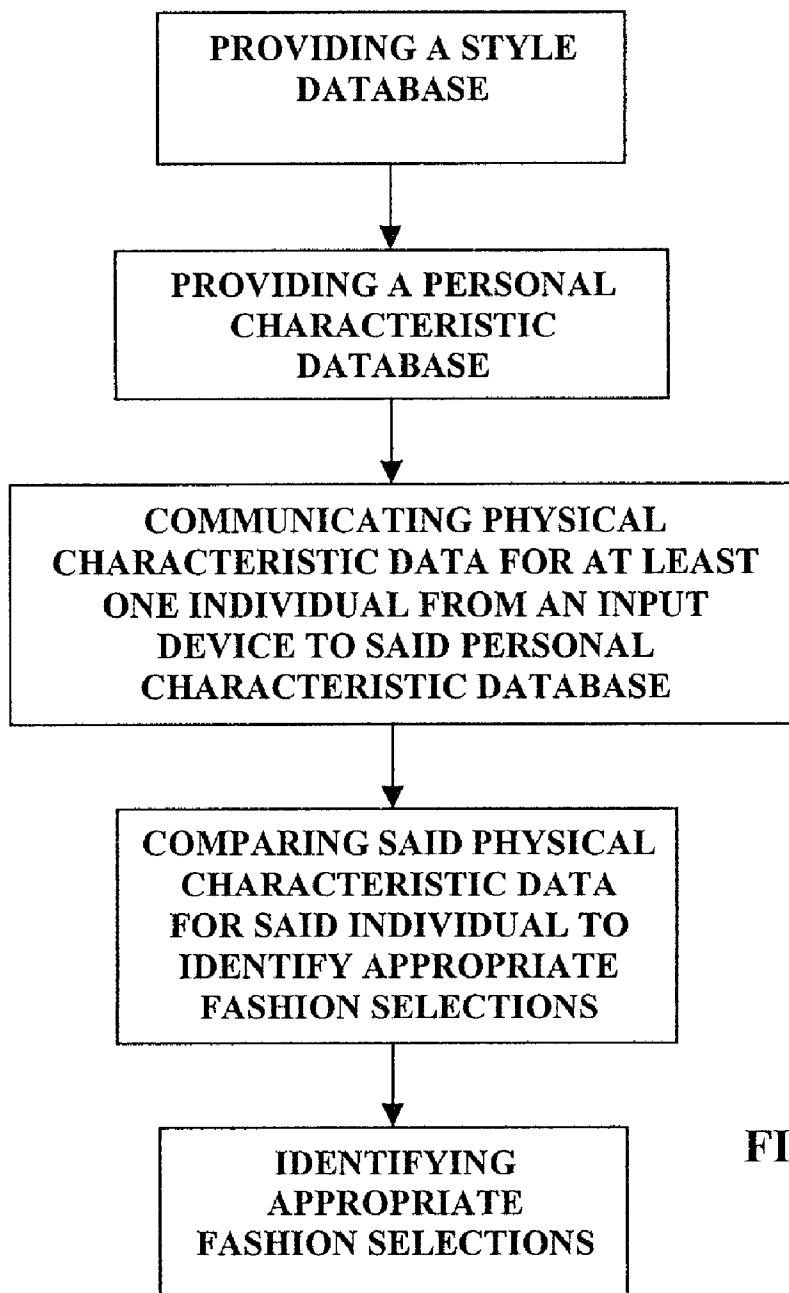 PROVIDING A STYLE
DATABASE
PROVIDING A PERSONAL
CHARACTERISTIC
DATABASE
COMMUNICATING PHYSICAL
CHARACTERISTIC DATA FOR AT LEAST
ONE INDIVIDUAL FROM AN INPUT
DEVICE TO SAID PERSONAL
CHARACTERISTIC DATABASE
COMPARING SAID PHYSICAL
CHARACTERISTIC DATA
FOR SAID INDIVIDUAL TO
IDENTIFY APPROPRIATE
FASHION SELECTIONS
IDENTIFYING
APPROPRIATE
FASHION SELECTIONS
FI